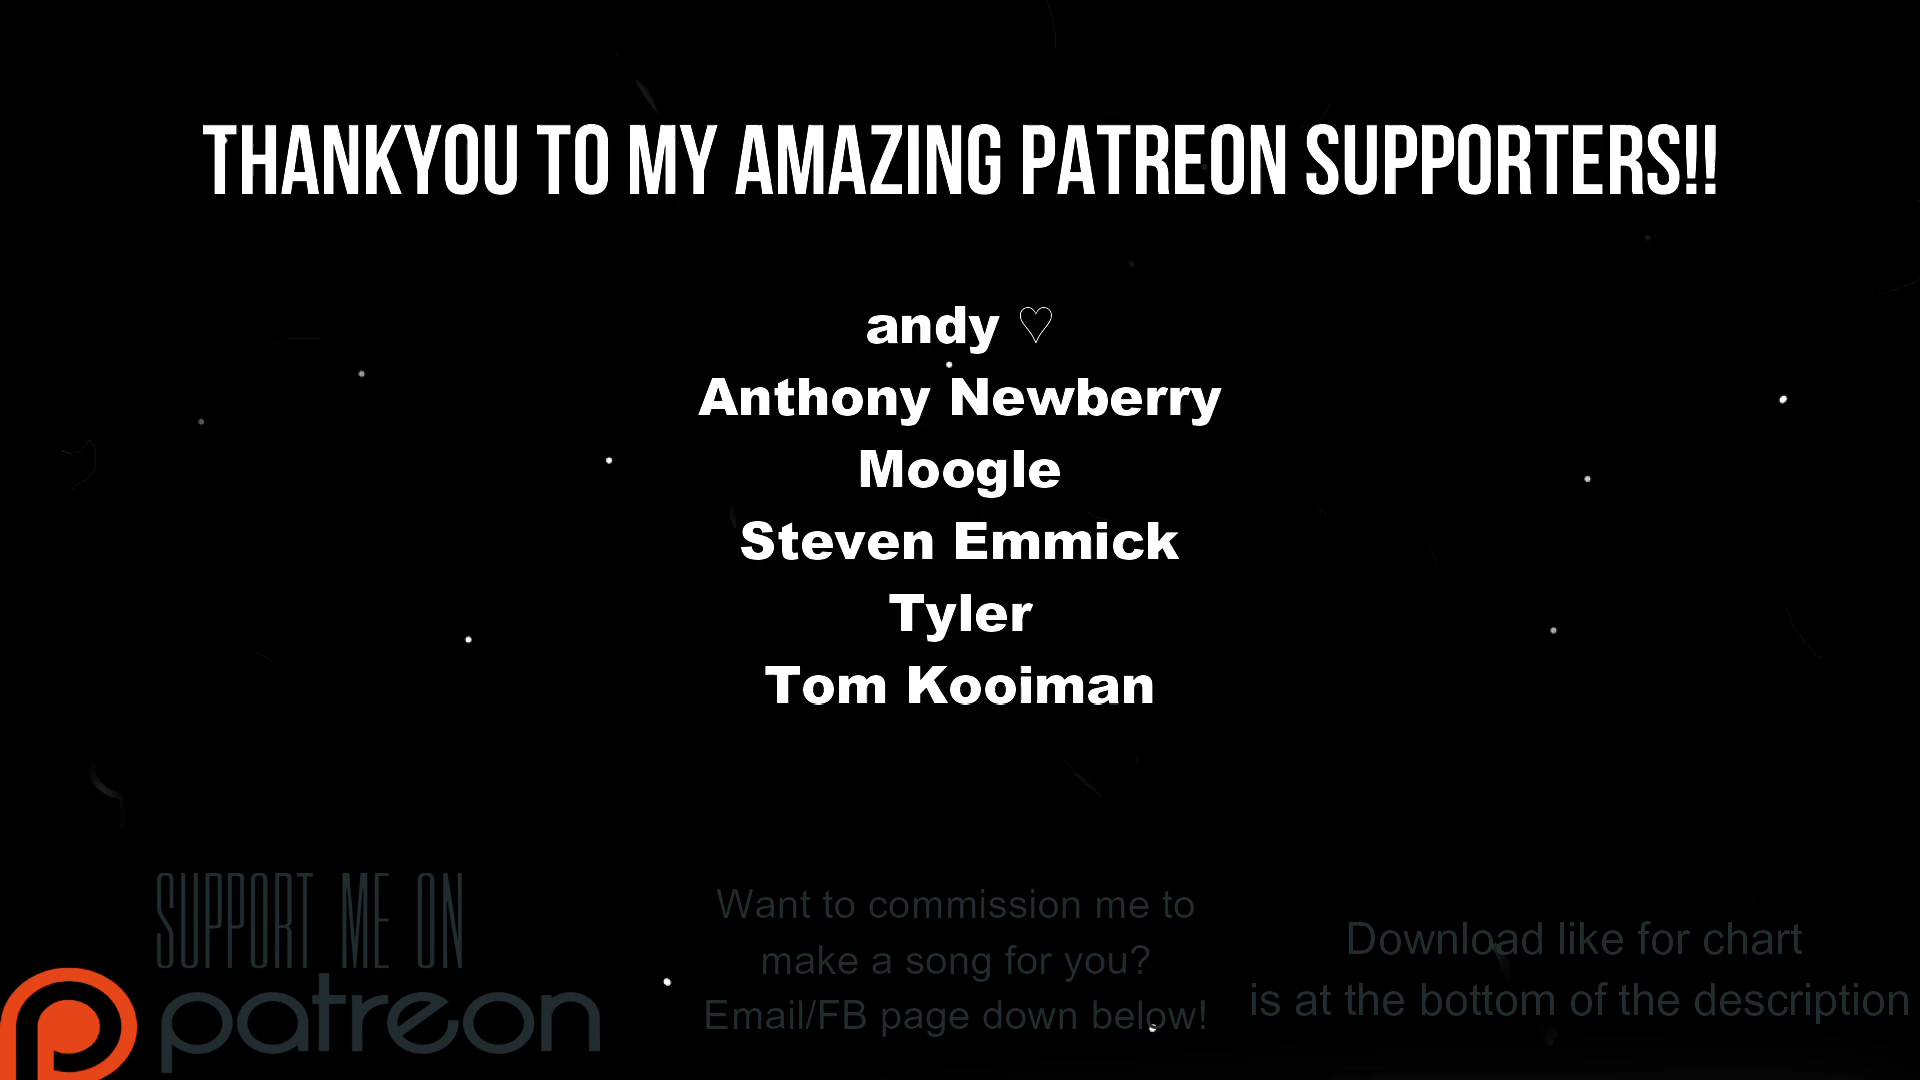 THANKYOU TO MY AMAZING PATREON SUPPORTERS!!
andy ♡
Anthony Newberry
Moogle
Steven Emmick
Tyler
Tom Kooiman
SUPPORT ME ON
patreon
Want to commission me to
make a song for you?
Email/FB page down below!
Download like for chart
is at the bottom of the description